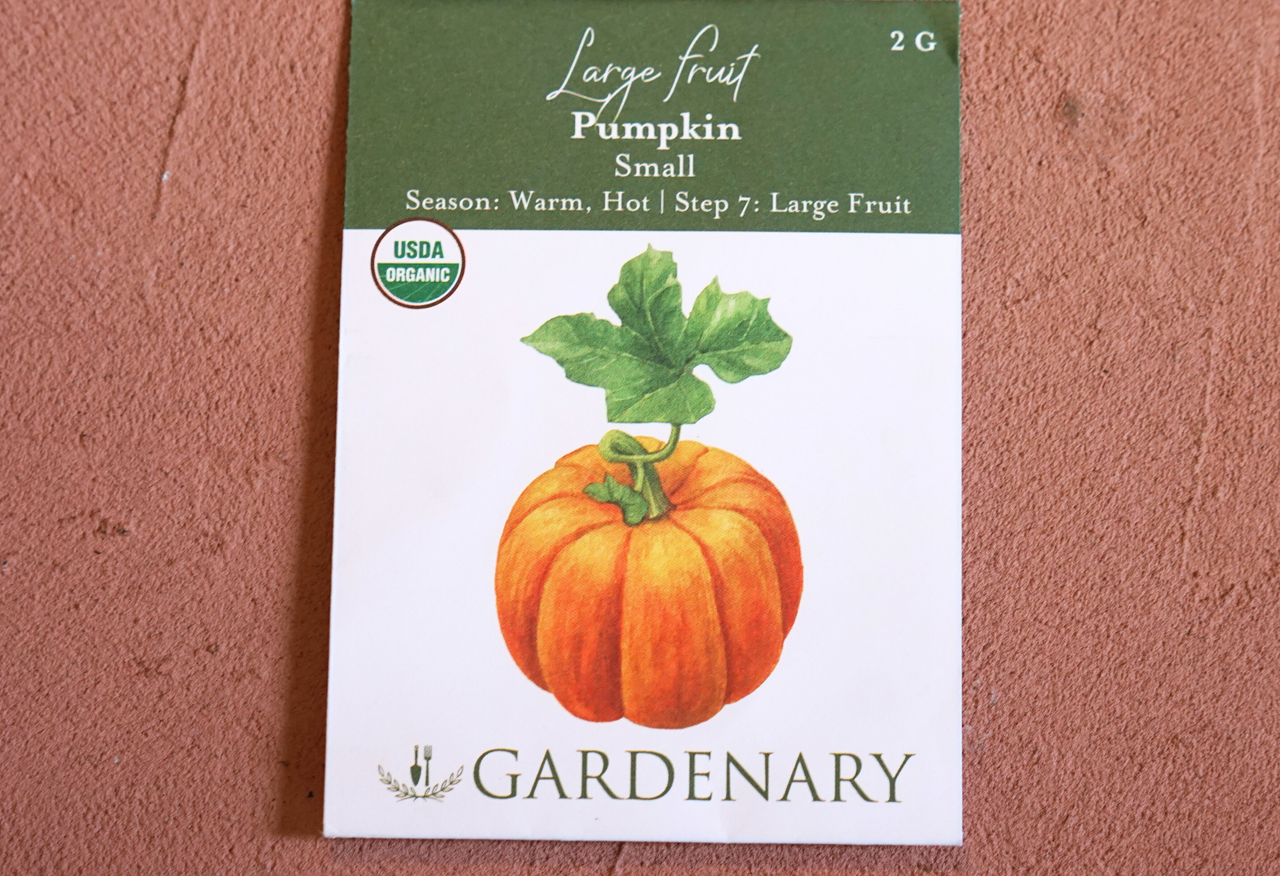 2 G
Large Fruit
Pumpkin
Small
Season: Warm, Hot | Step 7: Large Fruit
USDA
ORGANIC
GARDENARY